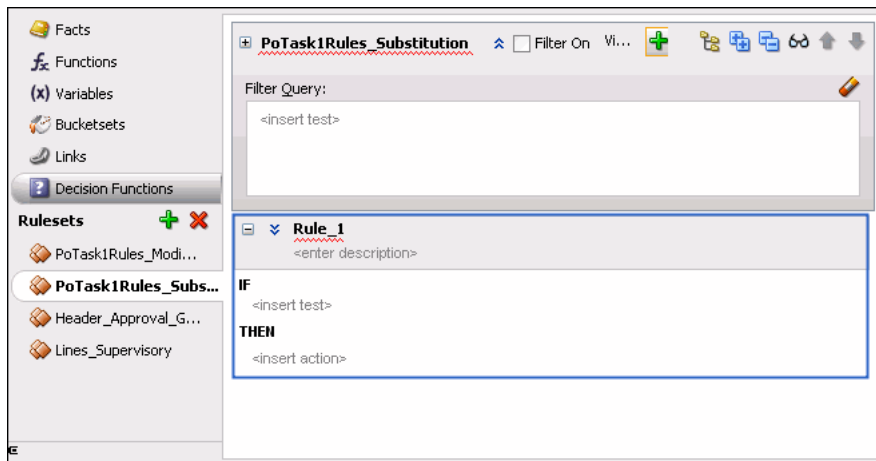 Facts
Functions
(x) Variables
Bucketsets
Links
Decision Functions
Rulesets
PoTask1Rules_Modi...
PoTask1Rules_Subs...
Header_Approval_G...
Lines_Supervisory
PoTask1Rules_Substitution Filter On Vi...
Filter Query:
<insert test>
Rule_1
<enter description>
IF
<insert test>
THEN
<insert action>